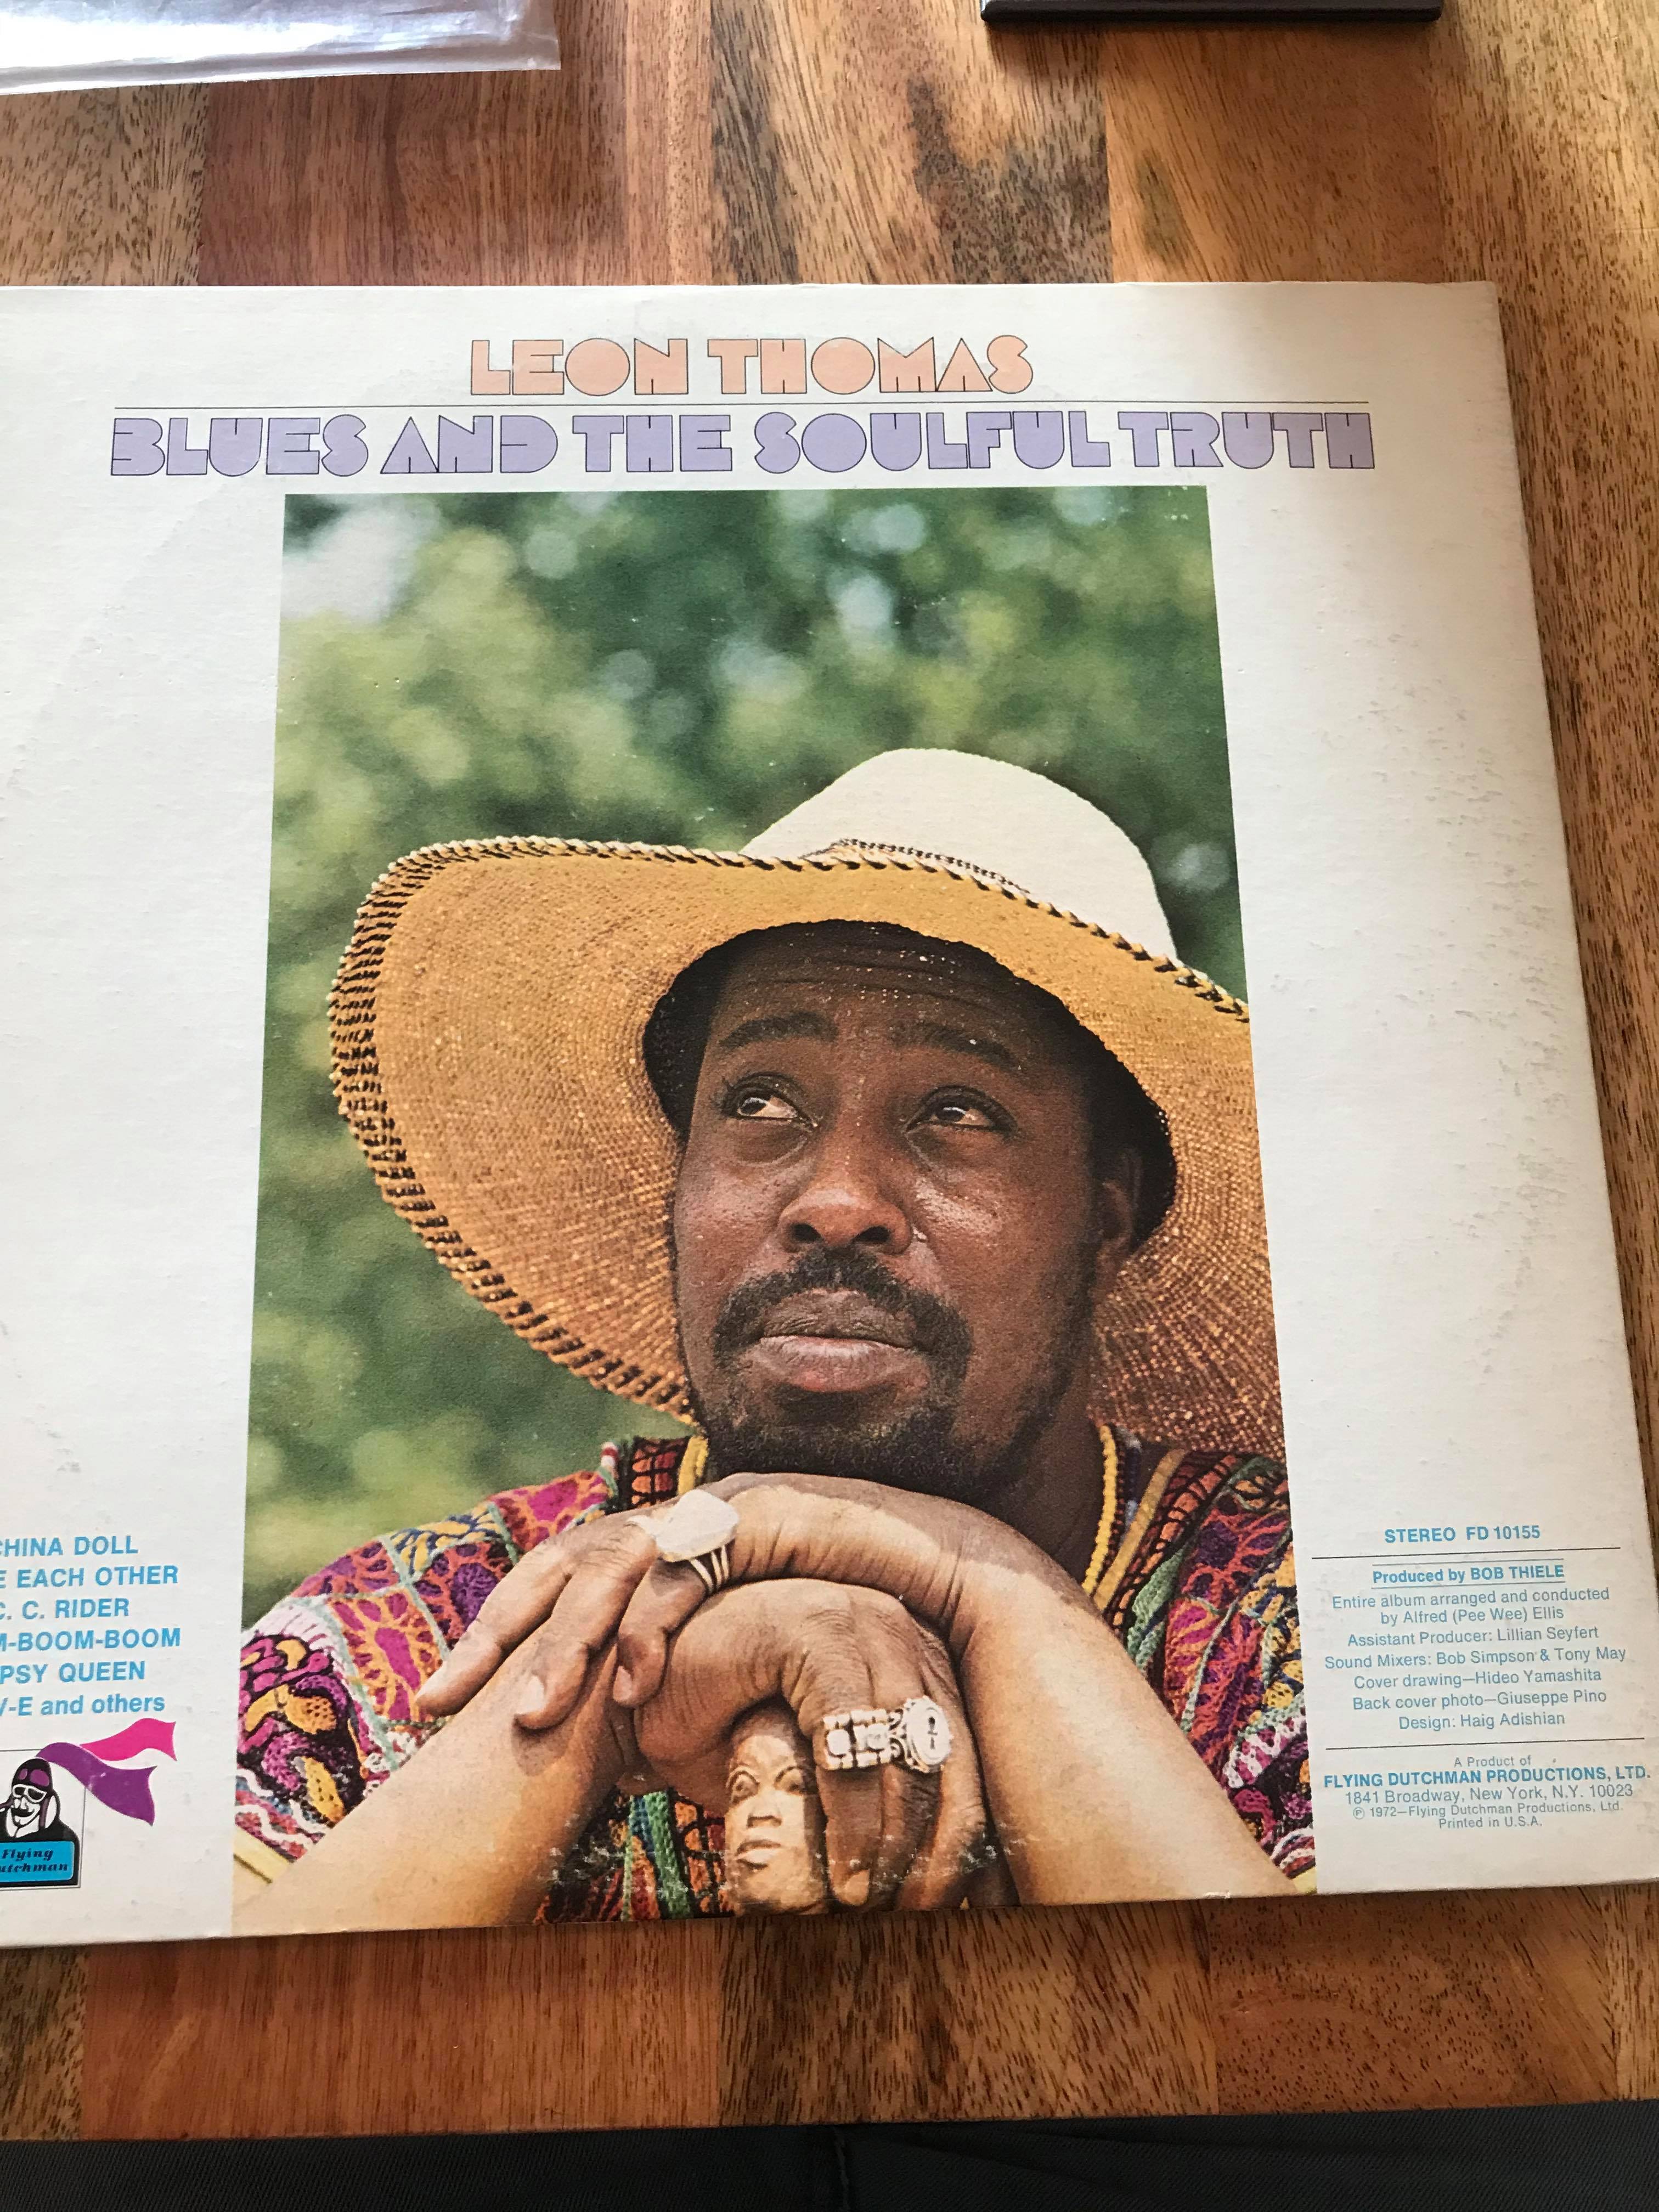 LEON THOMAS
BLUES AND THE SOULFUL TRUTH
DOLL
EACH OTHER
C. RIDER
BOOM-BOOM
QUEEN
and others
Flying
STEREO FD 10155
Produced by BOB THIELE
Entire album arranged and conducted
by Alfred (Pee Wee) Ellis
Assistant Producer: Lillian Seyfert
Sound Mixers: Bob Simpson & Tony May
Cover drawing—Hideo Yamashita
Back cover photo—Giuseppe Pino
Design: Haig Adishian
A Product of
FLYING DUTCHMAN PRODUCTIONS, LTD.
1841 Broadway, New York, N.Y. 10023
℗ 1972—Flying Dutchman Productions, Ltd.
Printed in U.S.A.